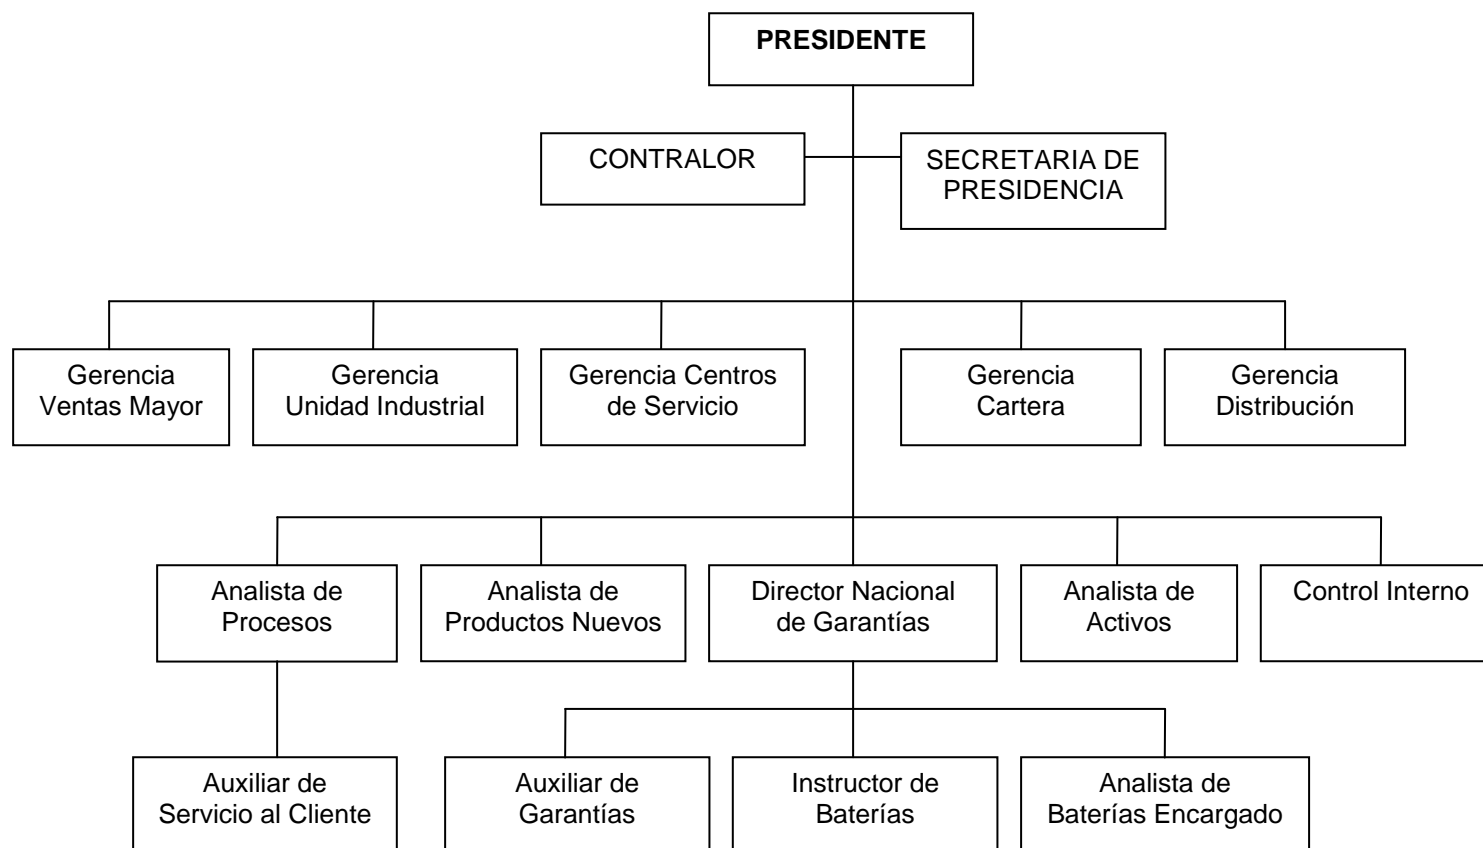 PRESIDENTE
CONTRALOR
SECRETARIA DE
PRESIDENCIA
Gerencia
Ventas Mayor
Gerencia
Unidad Industrial
Gerencia Centros
de Servicio
Gerencia
Cartera
Gerencia
Distribución
Analista de
Procesos
Analista de
Productos Nuevos
Director Nacional
de Garantías
Analista de
Activos
Control Interno
Auxiliar de
Servicio al Cliente
Auxiliar de
Garantías
Instructor de
Baterías
Analista de
Baterías Encargado